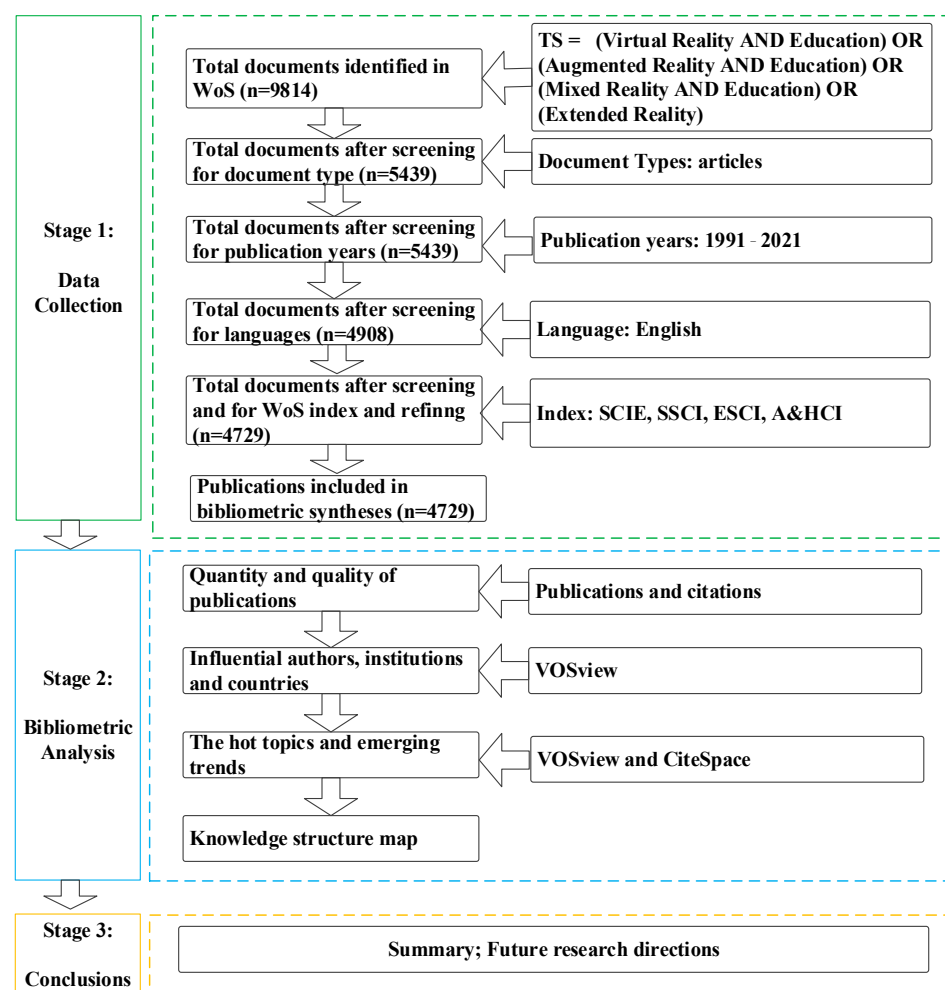 Stage 1:
Data
Collection
Total documents identified in
WoS (n=9814)
TS = (Virtual Reality AND Education) OR
(Augmented Reality AND Education) OR
(Mixed Reality AND Education) OR
(Extended Reality)
Total documents after screening
for document type (n=5439)
Document Types: articles
Total documents after screening
for publication years (n=5439)
Publication years: 1991 - 2021
Total documents after screening
for languages (n=4908)
Language: English
Total documents after screening
and for WoS index and refinng
(n=4729)
Index: SCIE, SSCI, ESCI, A&HCI
Publications included in
bibliometric syntheses (n=4729)
Stage 2:
Bibliometric
Analysis
Quantity and quality of
publications
Publications and citations
Influential authors, institutions
and countries
VOSview
The hot topics and emerging
trends
VOSview and CiteSpace
Knowledge structure map
Stage 3:
Conclusions
Summary; Future research directions